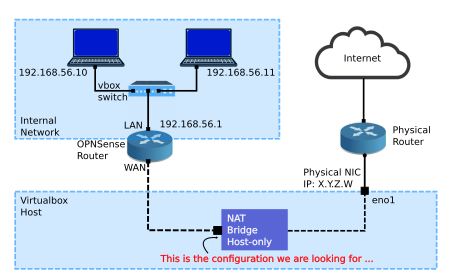 192.168.56.10
192.168.56.11
vbox
switch
Internal
Network
LAN
192.168.56.1
OPNSense
Router
WAN
Internet
Physical
Router
Physical NIC
IP: X.Y.Z.W
eno1
Virtualbox
Host
NAT
Bridge
Host-only
This is the configuration we are looking for ...